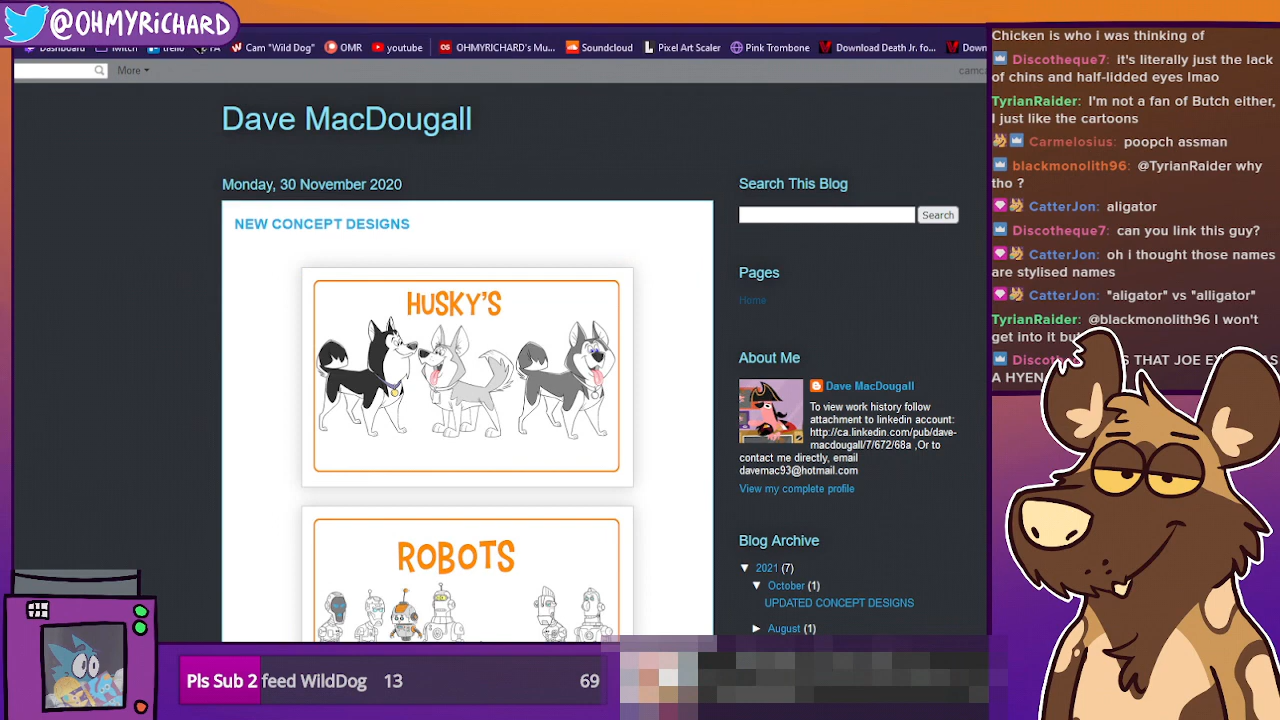 @OHMYRICHARD
Dashboard Twitch trello FA Cam "Wild Dog" OMR youtube OHMYRICHARD's Mu... Soundcloud Pixel Art Scaler Pink Trombone Download Death Jr. fo... Down
More
camc
Dave MacDougall
Monday, 30 November 2020
NEW CONCEPT DESIGNS
HUSKY'S
ROBOTS
Search This Blog
Search
Pages
Home
About Me
Dave MacDougall
To view work history follow
attachment to linkedin account:
http://ca.linkedin.com/pub/dave-
macdougall/7/672/68a ,Or to
contact me directly, email
davemac93@hotmail.com
View my complete profile
Blog Archive
▼ 2021 (7)
▼ October (1)
UPDATED CONCEPT DESIGNS
► August (1)
Chicken is who i was thinking of
Discotheque7: it's literally just the lack
of chins and half-lidded eyes lmao
TyrianRaider: I'm not a fan of Butch either,
I just like the cartoons
Carmelosius: poopch assman
blackmonolith96: @TyrianRaider why
tho ?
CatterJon: aligator
Discotheque7: can you link this guy?
CatterJon: oh i thought those names
are stylised names
CatterJon: "aligator" vs "alligator"
TyrianRaider: @blackmonolith96 I won't
get into it but
Discoth S THAT JOE E
A HYEN
Pls Sub 2 feed WildDog 13 69